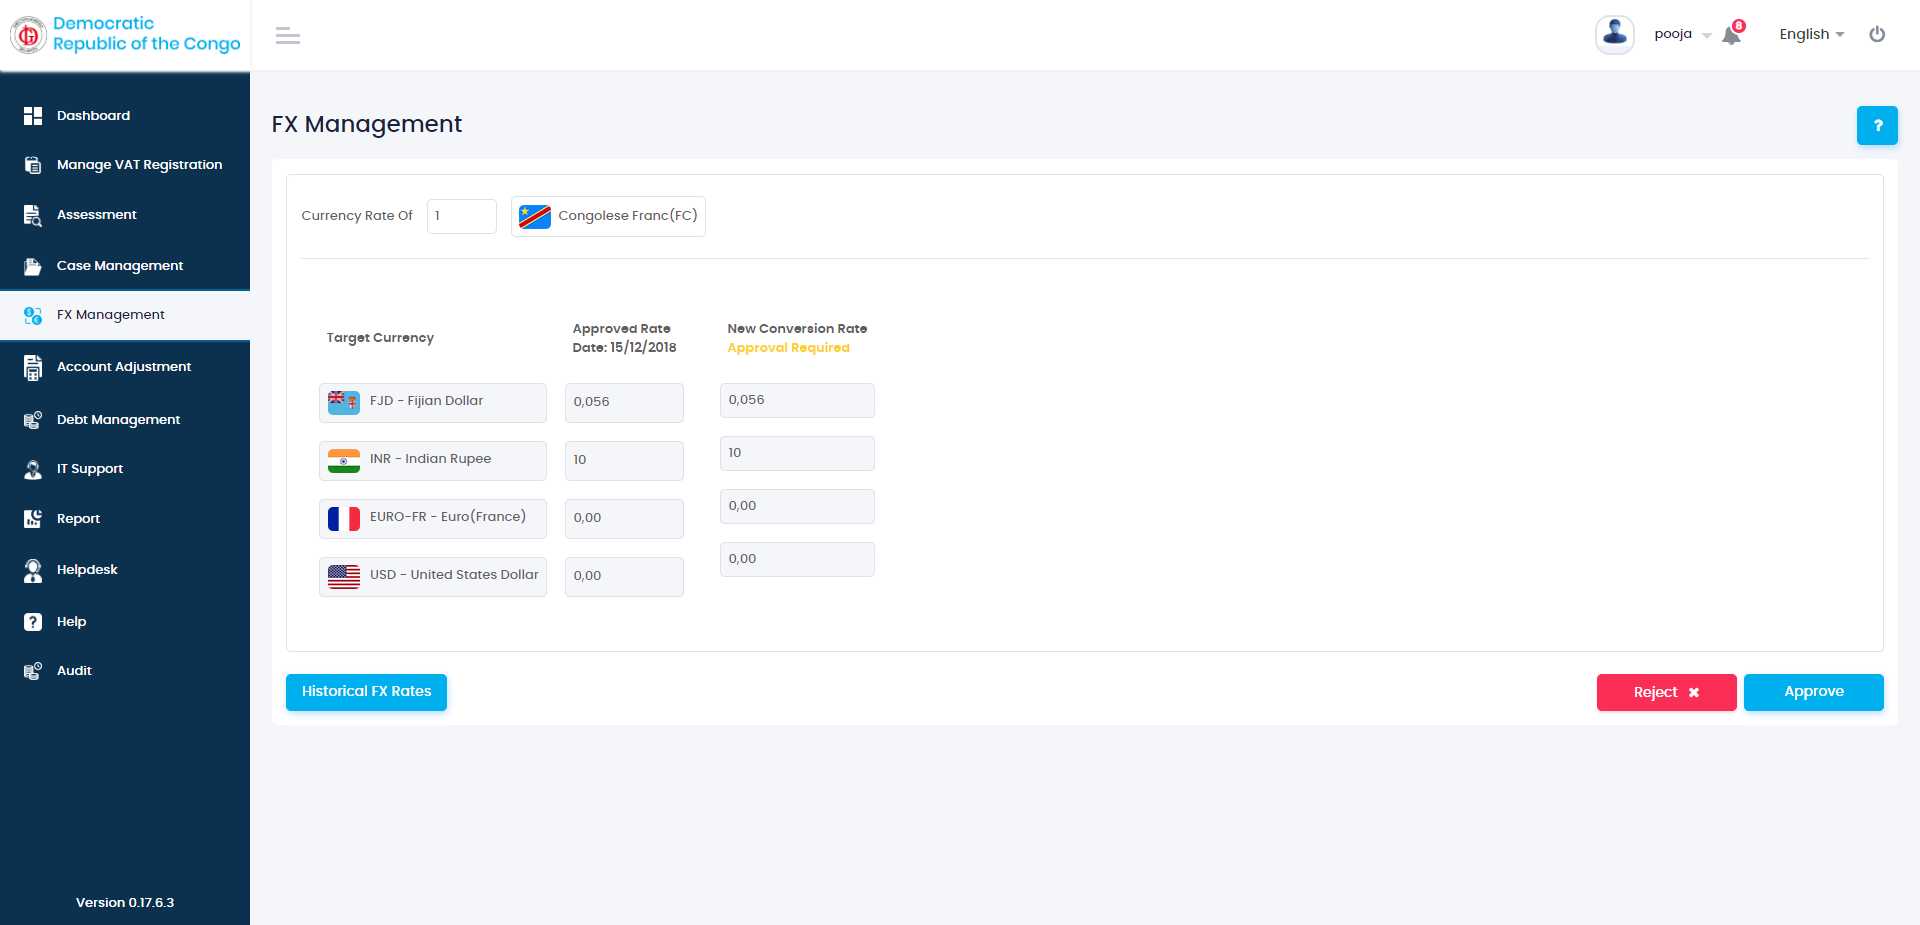 Democratic
Republic of the Congo
pooja
8
English
Dashboard
Manage VAT Registration
Assessment
Case Management
FX Management
Account Adjustment
Debt Management
IT Support
Report
Helpdesk
Help
Audit
Version 0.17.6.3
FX Management
?
Currency Rate Of
1
Congolese Franc(FC)
Target Currency
Approved Rate
Date: 15/12/2018
New Conversion Rate
Approval Required
FJD - Fijian Dollar
0,056
0,056
INR - Indian Rupee
10
10
EURO-FR - Euro(France)
0,00
0,00
USD - United States Dollar
0,00
0,00
Historical FX Rates
Reject ✖
Approve